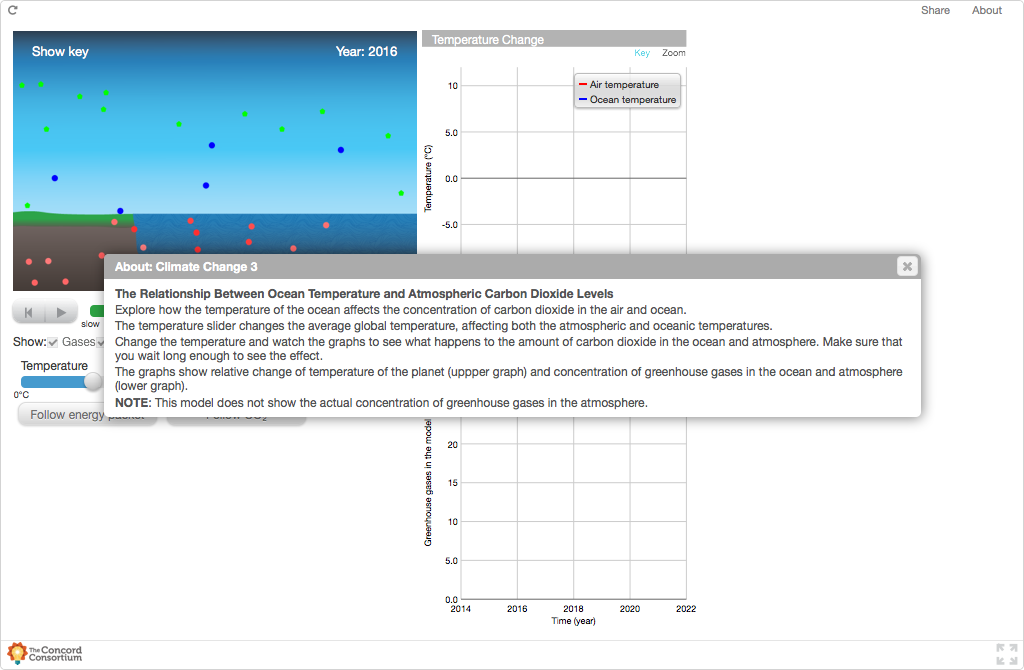 Share About
Show key Year: 2016
Temperature Change
Key Zoom
Air temperature
Ocean temperature
10
5.0
0.0
-5.0
Temperature (°C)
About: Climate Change 3
The Relationship Between Ocean Temperature and Atmospheric Carbon Dioxide Levels
Explore how the temperature of the ocean affects the concentration of carbon dioxide in the air and ocean.
The temperature slider changes the average global temperature, affecting both the atmospheric and oceanic temperatures.
Change the temperature and watch the graphs to see what happens to the amount of carbon dioxide in the ocean and atmosphere. Make sure that
you wait long enough to see the effect.
The graphs show relative change of temperature of the planet (uppper graph) and concentration of greenhouse gases in the ocean and atmosphere
(lower graph).
NOTE: This model does not show the actual concentration of greenhouse gases in the atmosphere.
slow
Show: Gases
Temperature
0°C
Follow energy packet
Follow CO2
Greenhouse gases in the model
20
15
10
5.0
0.0
2014 2016 2018 2020 2022
Time (year)
The Concord
Consortium